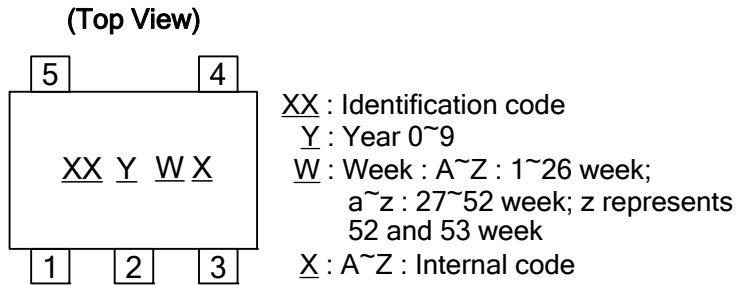 (Top View)
5 4
XX Y W X
1 2 3
XX : Identification code
Y : Year 0~9
W : Week : A~Z : 1~26 week;
a~z : 27~52 week; z represents
52 and 53 week
X : A~Z : Internal code